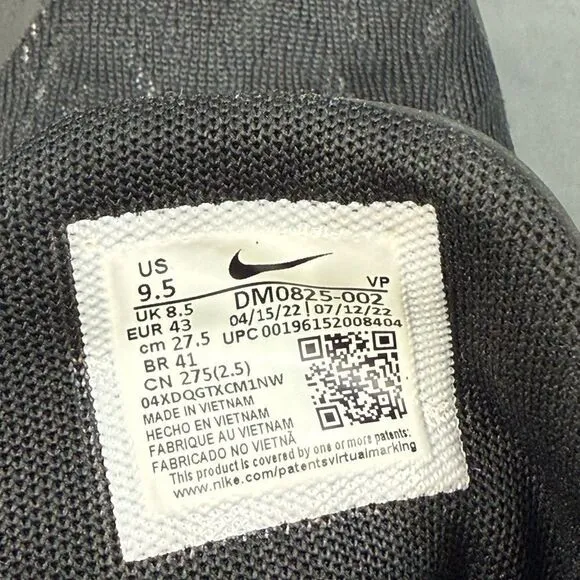 US
9.5
VP
UK 8.5
DM0825-002
EUR 43
04/15/22 | 07/12/22
cm 27.5
UPC 00196152008404
BR 41
CN 275(2.5)
04XDQGTXCM1NW
MADE IN VIETNAM
HECHO EN VIETNAM
FABRIQUE AU VIETNAM
FABRICADO NO VIETNÃ
This product is covered by one or more patents:
www.nike.com/patentsvirtualmarking